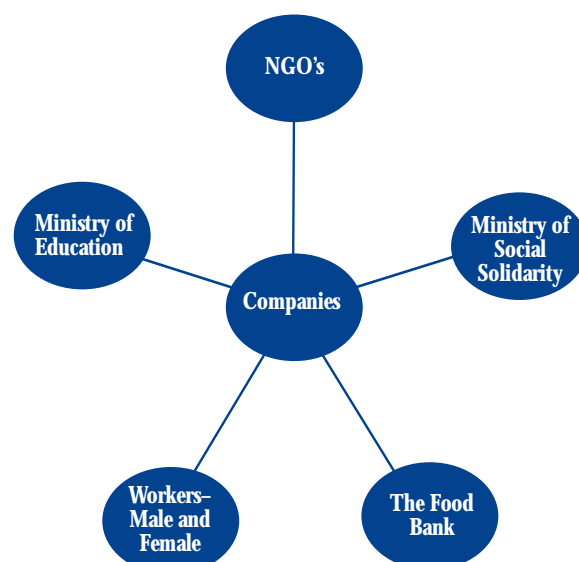 NGO’s
Ministry of
Education
Ministry of
Social
Solidarity
Companies
Workers–
Male and
Female
The Food
Bank